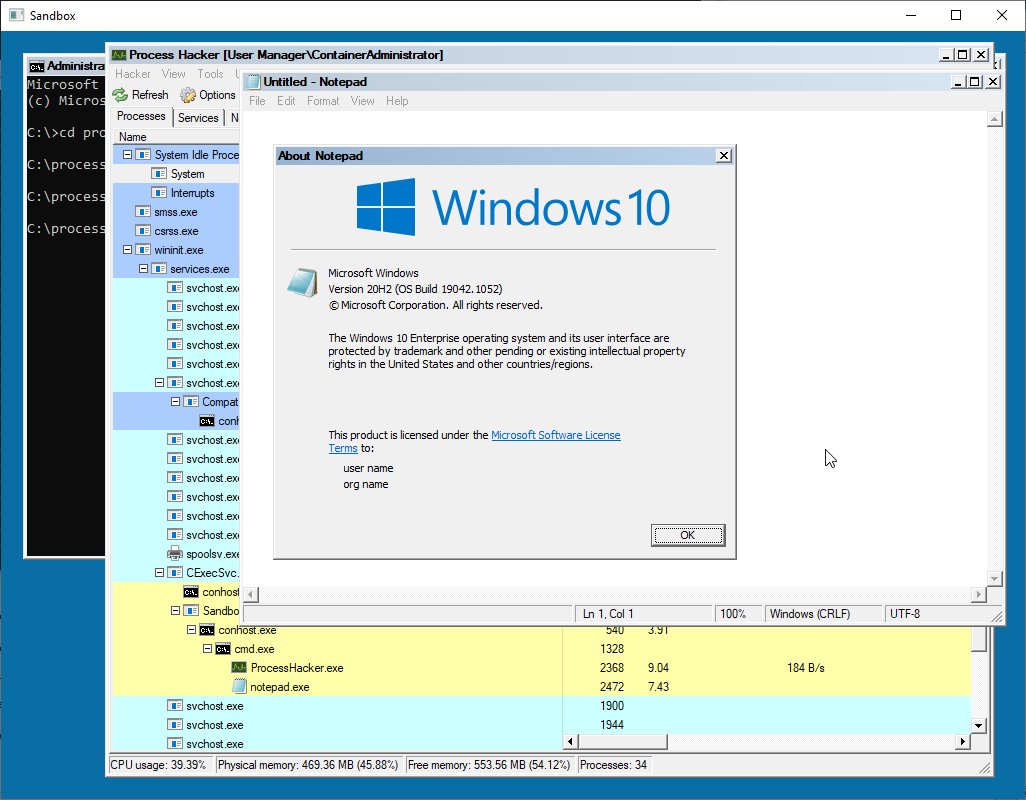 Sandbox
Administra
Microsoft
(c) Micros
C:\>cd pro
C:\process
C:\process
C:\process
Process Hacker [User Manager\ContainerAdministrator]
Hacker View Tools
Refresh Options
Processes Services N
Name
System Idle Proce
System
Interrupts
smss.exe
csrss.exe
wininit.exe
services.exe
svchost.exe
svchost.exe
svchost.exe
svchost.exe
svchost.exe
svchost.exe
Compat
conh
svchost.exe
svchost.exe
svchost.exe
svchost.exe
svchost.exe
svchost.exe
spoolsv.exe
CExecSvc.
conhost
Sandbo
conhost.exe 540 3.91
cmd.exe 1328
ProcessHacker.exe 2368 9.04 184 B/s
notepad.exe 2472 7.43
svchost.exe 1900
svchost.exe 1944
svchost.exe
CPU usage: 39.39% Physical memory: 469.36 MB (45.88%) Free memory: 553.56 MB (54.12%) Processes: 34
Untitled - Notepad
File Edit Format View Help
About Notepad
Windows 10
Microsoft Windows
Version 20H2 (OS Build 19042.1052)
© Microsoft Corporation. All rights reserved.
The Windows 10 Enterprise operating system and its user interface are
protected by trademark and other pending or existing intellectual property
rights in the United States and other countries/regions.
This product is licensed under the Microsoft Software License
Terms to:
user name
org name
OK
Ln 1, Col 1 100% Windows (CRLF) UTF-8